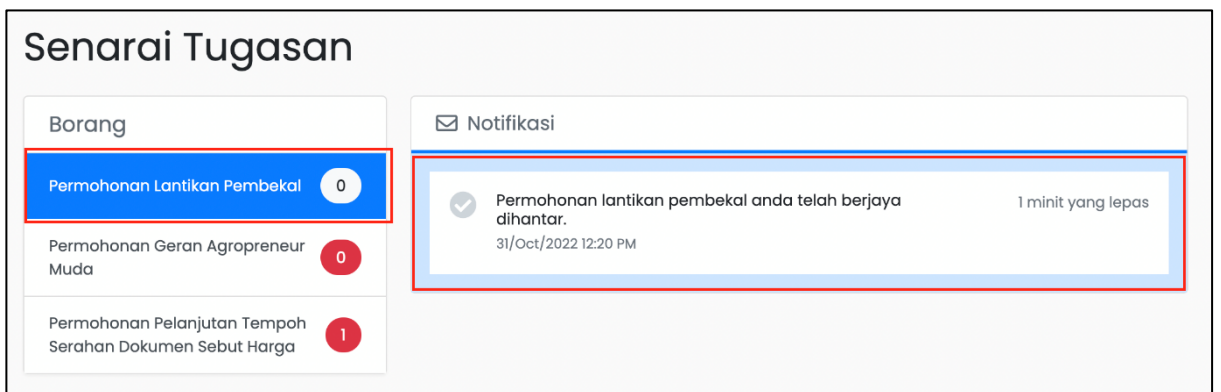 Senarai Tugasan
Borang
Permohonan Lantikan Pembekal 0
Permohonan Geran Agropreneur
Muda
0
Permohonan Pelanjutan Tempoh
Serahan Dokumen Sebut Harga
1
Notifikasi
Permohonan lantikan pembekal anda telah berjaya
dihantar.
31/Oct/2022 12:20 PM
1 minit yang lepas